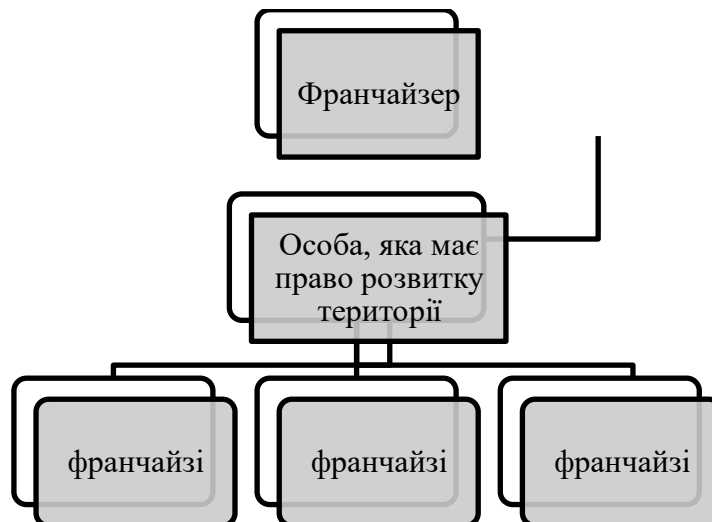 Франчайзер
Особа, яка має
право розвитку
території
франчайзі
франчайзі
франчайзі